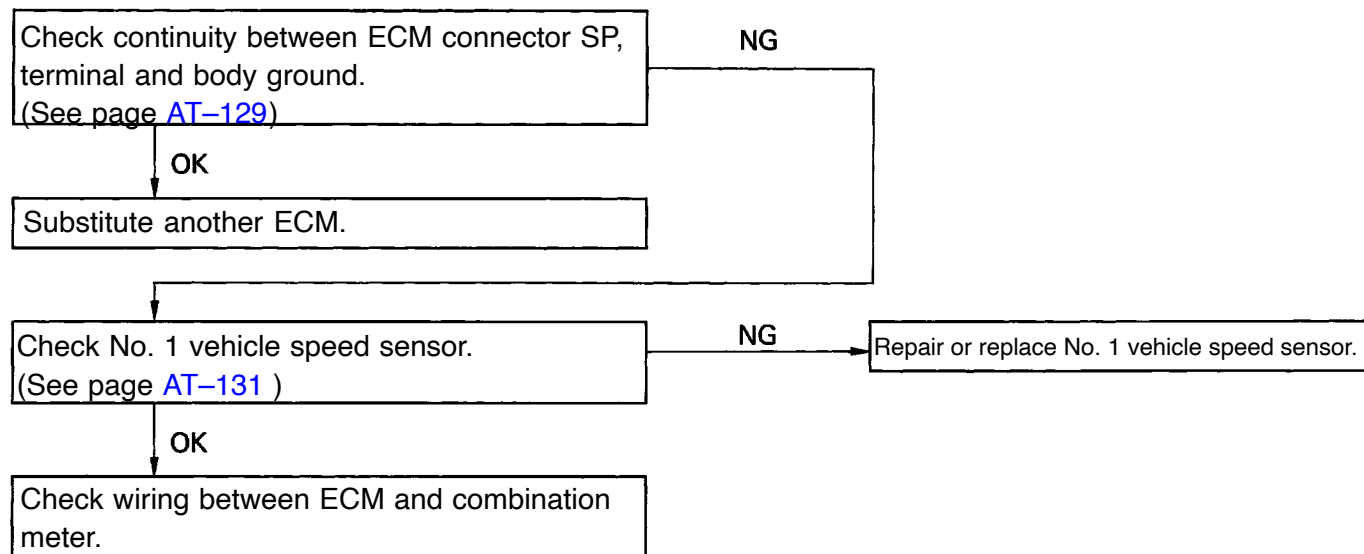 Check continuity between ECM connector SP,
terminal and body ground.
(See page AT–129)
NG
OK
Substitute another ECM.
Check No. 1 vehicle speed sensor.
(See page AT–131 )
NG
Repair or replace No. 1 vehicle speed sensor.
OK
Check wiring between ECM and combination
meter.